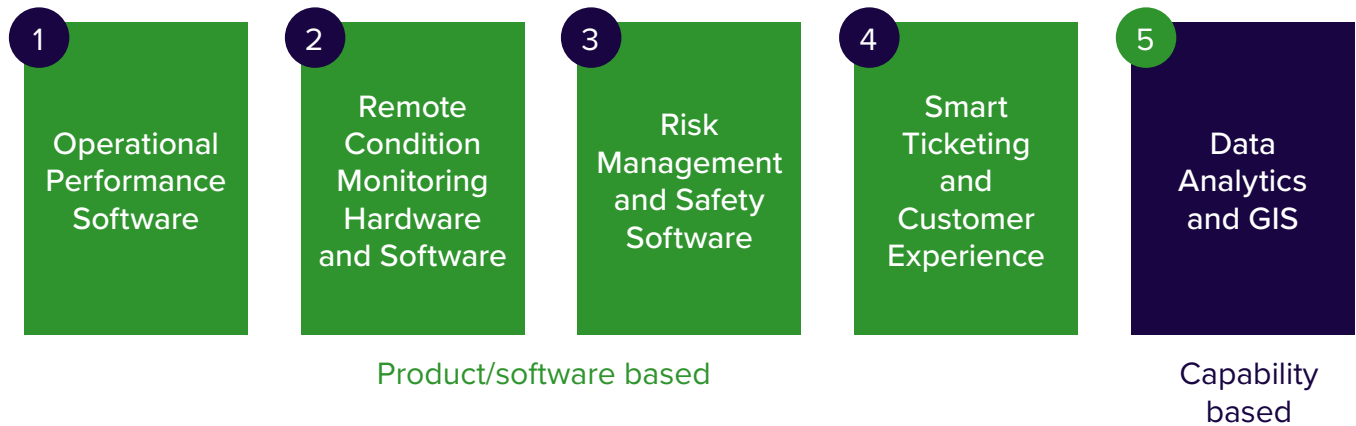 1
Operational
Performance
Software
2
Remote
Condition
Monitoring
Hardware
and Software
3
Risk
Management
and Safety
Software
4
Smart
Ticketing
and
Customer
Experience
5
Data
Analytics
and GIS
Product/software based
Capability
based